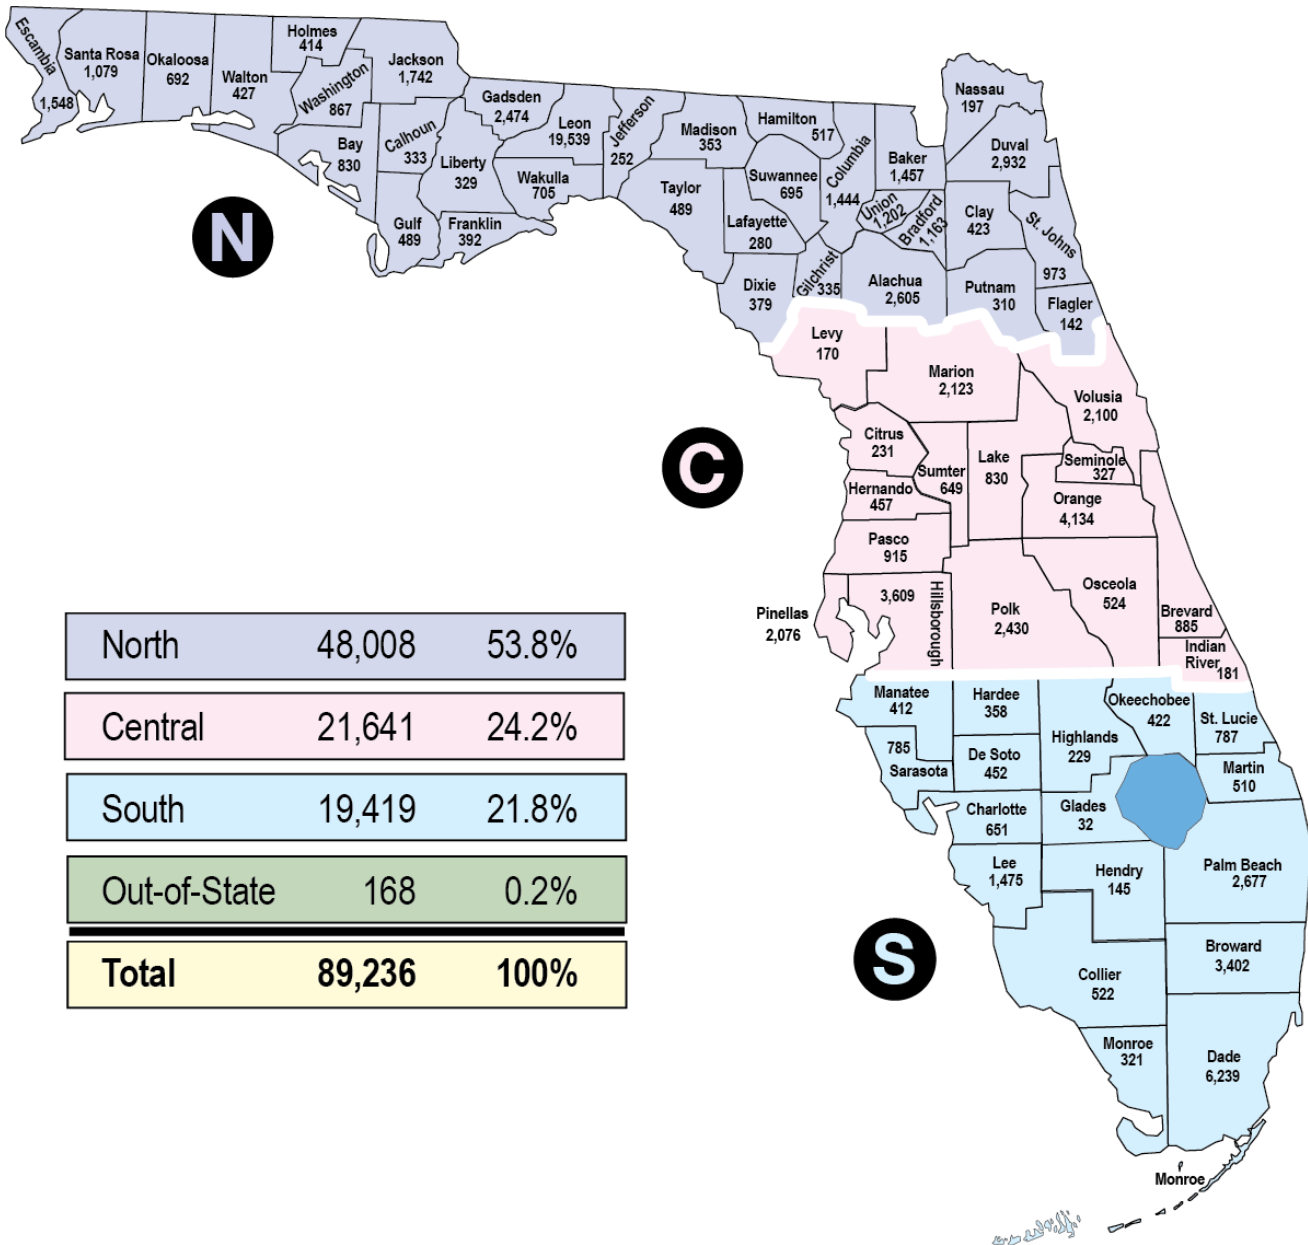 Escambia
1,548
Santa Rosa
1,079
Okaloosa
692
Walton
427
Holmes
414
Washington
867
Jackson
1,742
Bay
830
Calhoun
333
Gulf
489
Gadsden
2,474
Liberty
329
Franklin
392
Leon
19,539
Wakulla
705
Jefferson
252
Madison
353
Taylor
489
Hamilton
517
Suwannee
695
Lafayette
280
Dixie
379
Columbia
1,444
Gilchrist
335
Baker
1,457
Union
1,202
Bradford
1,163
Alachua
2,605
Nassau
197
Duval
2,932
Clay
423
St. Johns
973
Putnam
310
Flagler
142
N
Levy
170
Marion
2,123
Volusia
2,100
Citrus
231
Sumter
649
Lake
830
Seminole
327
Hernando
457
Orange
4,134
Pasco
915
Pinellas
2,076
3,609
Hillsborough
Polk
2,430
Osceola
524
Brevard
885
Indian
River
181
C
North 48,008 53.8%
Central 21,641 24.2%
South 19,419 21.8%
Out-of-State 168 0.2%
Total 89,236 100%
Manatee
412
Hardee
358
Highlands
229
Okeechobee
422
St. Lucie
787
785
Sarasota
De Soto
452
Martin
510
Charlotte
651
Glades
32
Lee
1,475
Hendry
145
Palm Beach
2,677
S
Collier
522
Broward
3,402
Monroe
321
Dade
6,239
Monroe